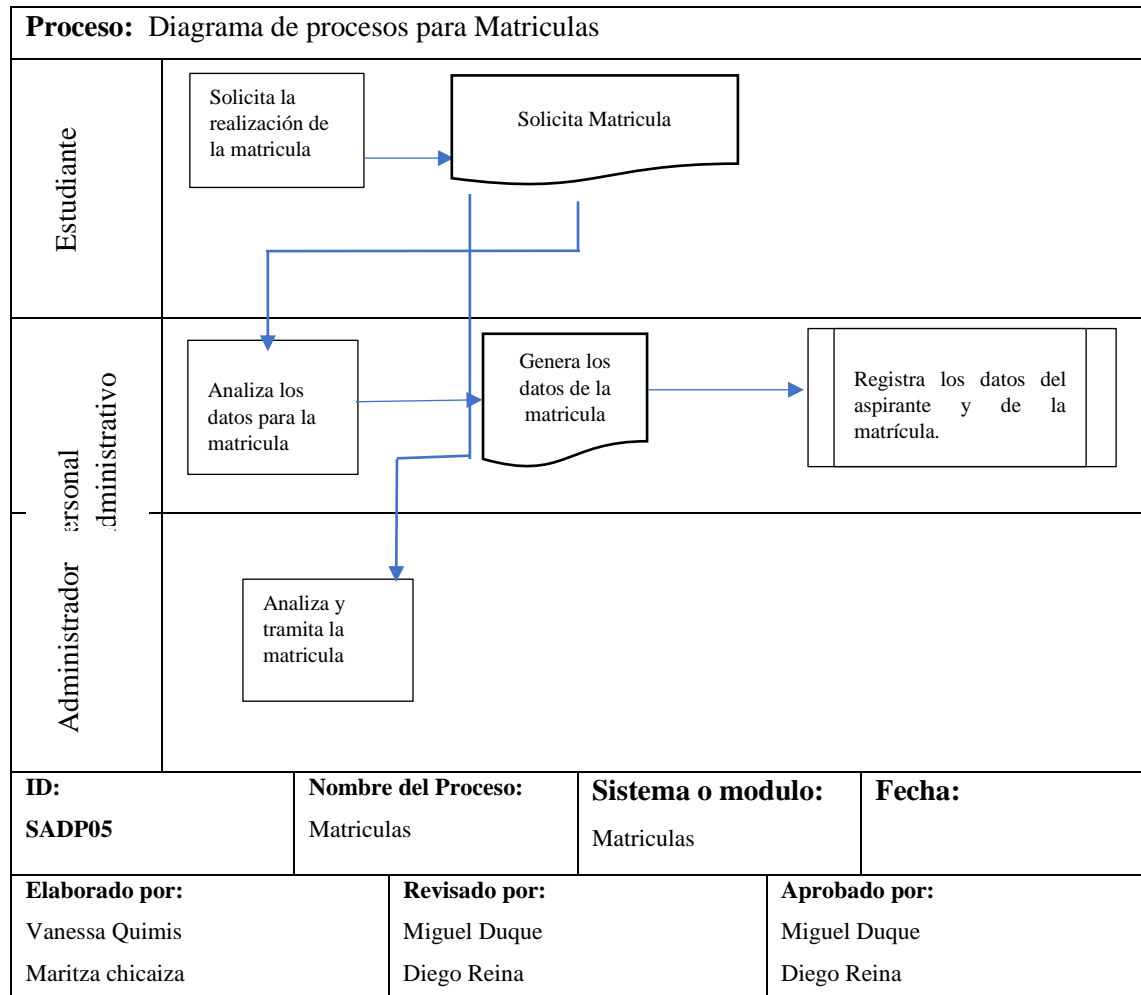 Proceso: Diagrama de procesos para Matriculas
Estudiante
Solicita la
realización de
la matricula
Solicita Matricula
ersonal
dministrativo
Analiza los
datos para la
matricula
Genera los
datos de la
matricula
Registra los datos del
aspirante y de la
matrícula.
Administrador
Analiza y
tramita la
matricula
ID:
SADP05
Nombre del Proceso:
Matriculas
Sistema o modulo:
Matriculas
Fecha:
Elaborado por:
Vanessa Quimis
Maritza chicaiza
Revisado por:
Miguel Duque
Diego Reina
Aprobado por:
Miguel Duque
Diego Reina